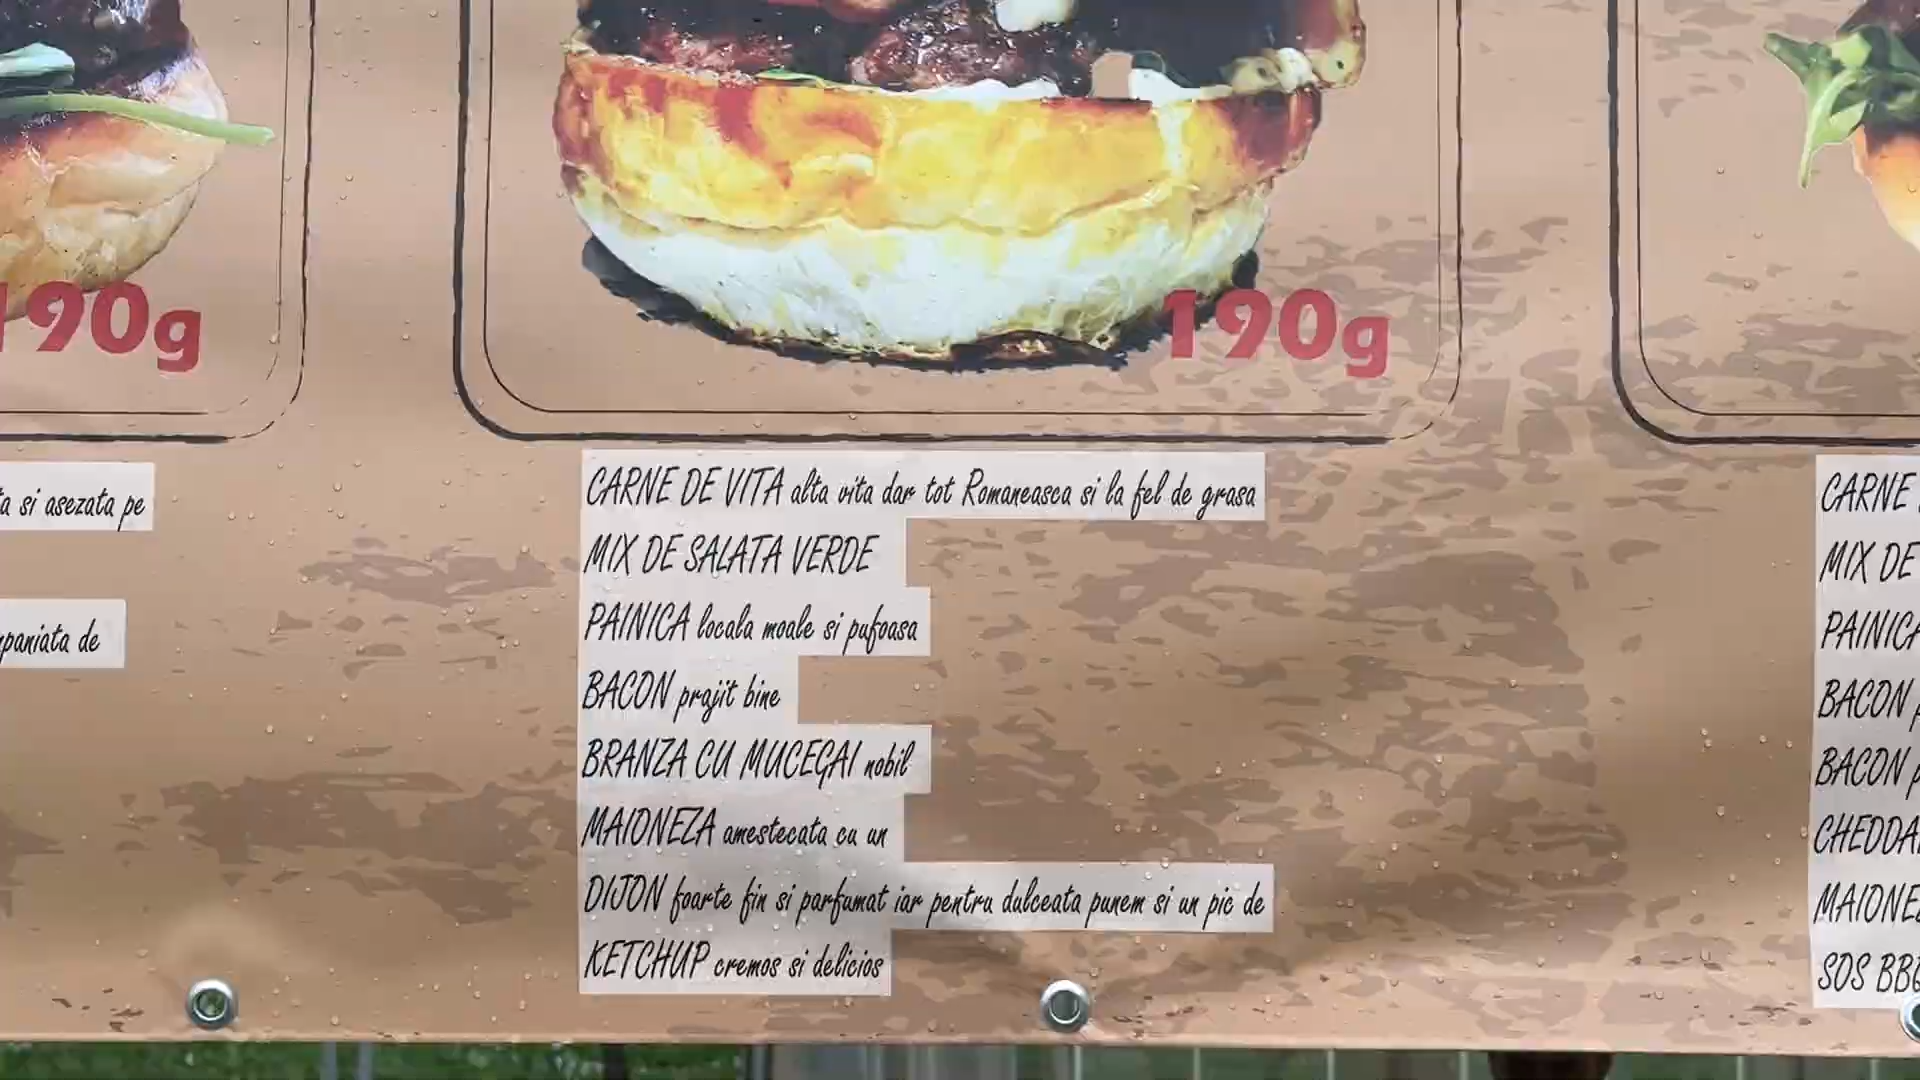 190g
190g
ta si asezata pe
mpaniata de
CARNE DE VITA alta vita dar tot Romaneasca si la fel de grasa
MIX DE SALATA VERDE
PAINICA locala moale si pufoasa
BACON prajit bine
BRANZA CU MUCEGAI nobil
MAIONEZA amestecata cu un
DIJON foarte fin si parfumat iar pentru dulceata punem si un pic de
KETCHUP cremos si delicios
CARNE
MIX DE
PAINICA
BACON p
BACON p
CHEDDA
MAIONE
SOS BBQ